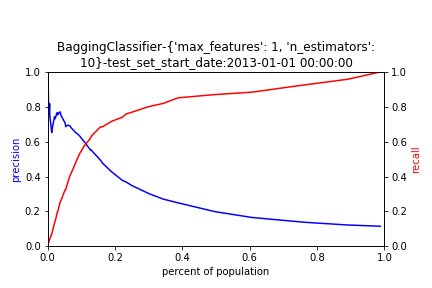 BaggingClassifier-{'max_features': 1, 'n_estimators':
10}-test_set_start_date:2013-01-01 00:00:00
1.0
0.8
0.6
0.4
0.2
0.0
precision
1.0
0.8
0.6
0.4
0.2
0.0
recall
0.0 0.2 0.4 0.6 0.8 1.0
percent of population